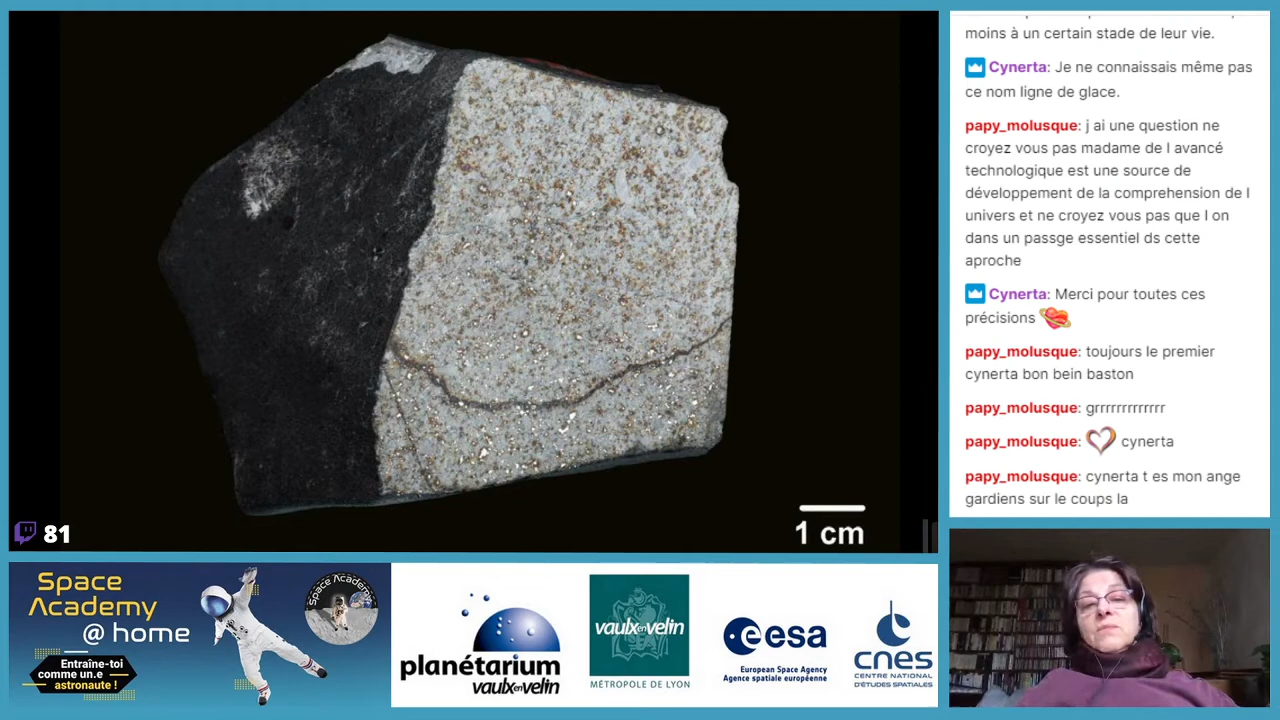 1 cm
81
moins à un certain stade de leur vie.
Cynerta: Je ne connaissais même pas
ce nom ligne de glace.
papy_molusque: j ai une question ne
croyez vous pas madame de l avancé
technologique est une source de
développement de la comprehension de l
univers et ne croyez vous pas que l on
dans un passge essentiel ds cette
aproche
Cynerta: Merci pour toutes ces
précisions
papy_molusque: toujours le premier
cynerta bon bein baston
papy_molusque: grrrrrrrrrrrrr
papy_molusque: cynerta
papy_molusque: cynerta t es mon ange
gardiens sur le coups la
Space
Academy
@ home
Entraîne-toi
comme un.e
astronaute !
Space Academy
planétarium
vaulx en velin
vaulx en velin
MÉTROPOLE DE LYON
esa
European Space Agency
Agence spatiale européenne
cnes
CENTRE NATIONAL
D'ÉTUDES SPATIALES